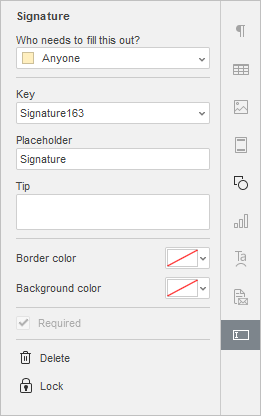 Signature
Who needs to fill this out?
Anyone
Key
Signature163
Placeholder
Signature
Tip
Border color
Background color
Required
Delete
Lock
Ta